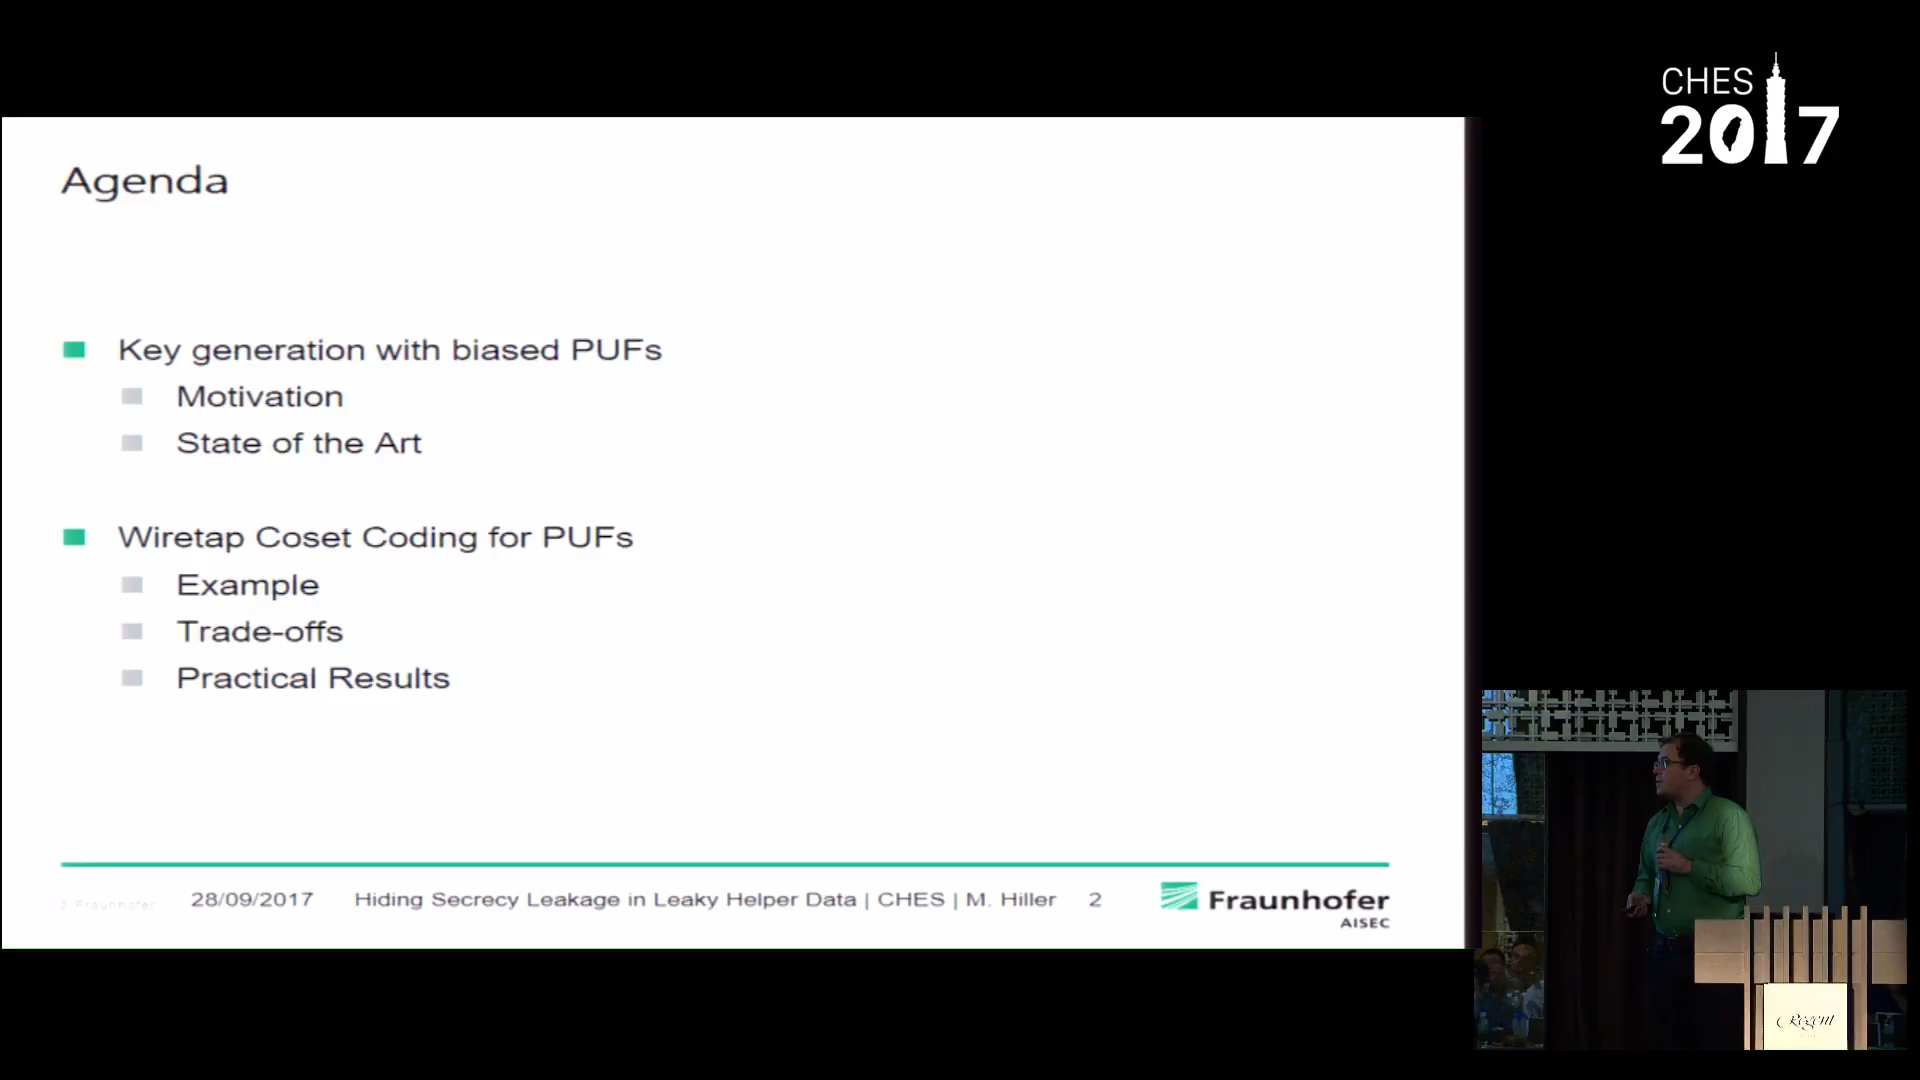 CHES
2017
Agenda
Key generation with biased PUFs
Motivation
State of the Art
Wiretap Coset Coding for PUFs
Example
Trade-offs
Practical Results
© Fraunhofer
28/09/2017 Hiding Secrecy Leakage in Leaky Helper Data | CHES | M. Hiller 2
Fraunhofer
AISEC
Regent